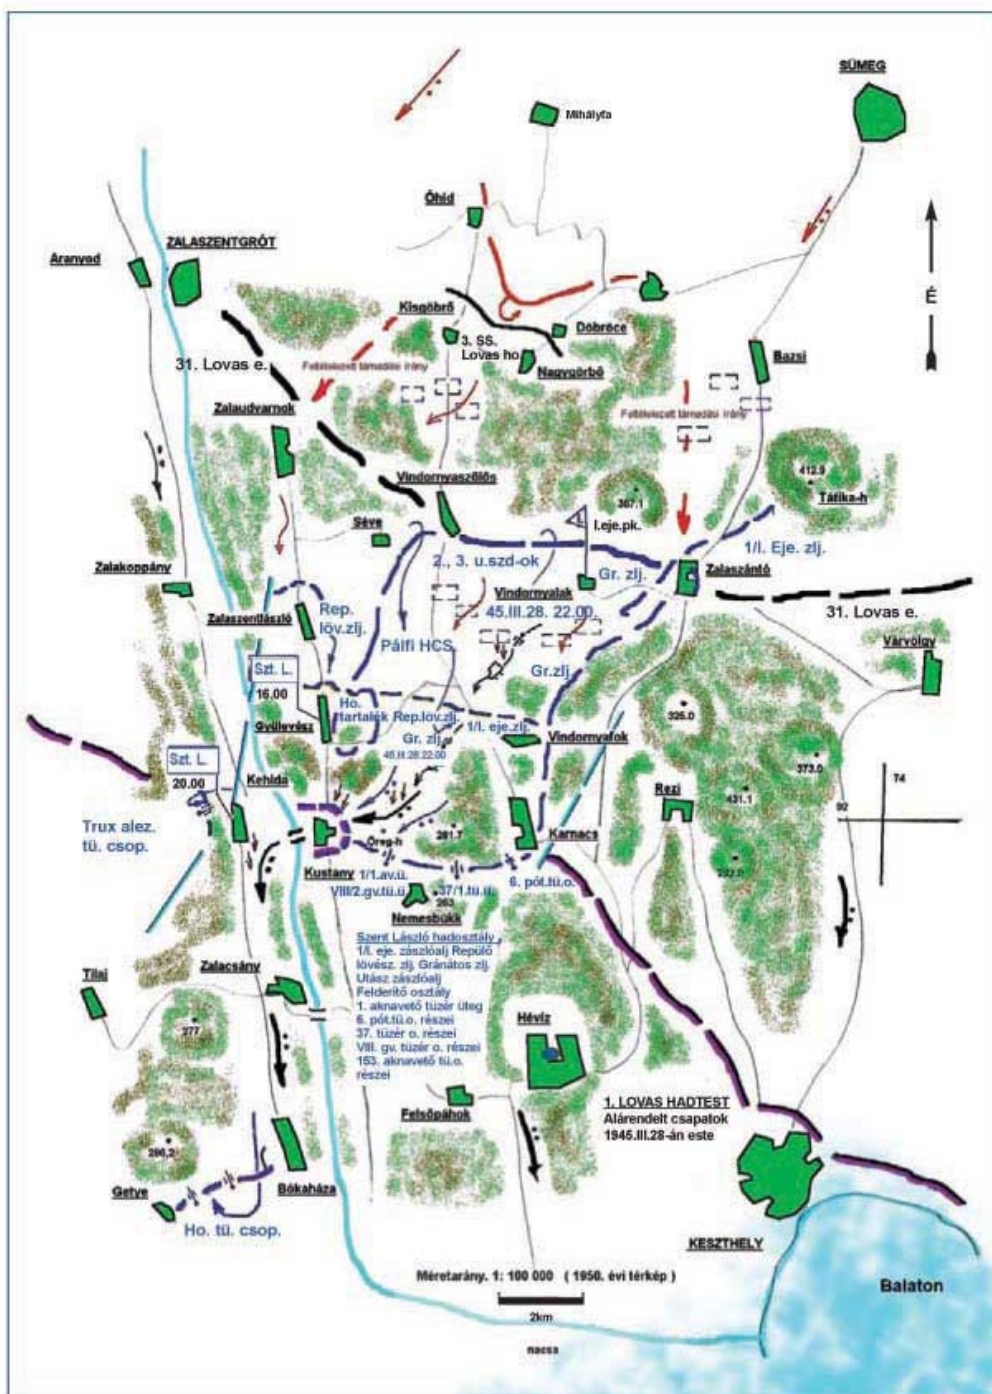 SÜMEG
Mihályfa
Óhid
ZALASZENTGRÓT
Aranyod
É
Kisgöbrő
Döbröce
3. SS.
Lovas ho.
Nagygörbő
Bazsi
31. Lovas e.
Feltételezett támadási irány
Feltételezett támadási irány
Zalaudvarnok
Vindornyaszőlős
412.9
Tátika-h
367.1
I.eje.pk.
Séve
2., 3. u.szd-ok
1/I. Eje. zlj.
Zalakoppány
Gr. zlj.
Zalaszántó
Vindornyalak
45.III.28. 22.00.
31. Lovas e.
Zalaszentlászló
Rep.
löv.zlj.
Pálfi HCS.
Várvölgy
Gr.zlj.
Szt. L.
16.00
Ho.
tartalék
Rep.löv.zlj.
1/I. eje.zlj.
326.0
Gyülevész
Gr. zlj.
45.III.28.22.00
Vindornyafok
Szt. L.
20.00
Kehida
373.0
74
Rezi
431.1
92
Trux alez.
tü. csop.
281.7
Öreg-h
Karnacs
Kustany
1/1.av.ü.
VIII/2.gv.tü.ü.
37/1.tü.ü.
6. pót.tü.o.
263
Nemesbükk
Szent László hadosztály
1/I. eje. zászlóalj Repülő
lövész. zlj, Gránátos zlj.
Utász zászlóalj
Felderítő osztály
1. aknavető tüzér üteg
6. pót.tü.o. részei
37. tüzér o. részei
VIII. gv. tüzér o. részei
153. aknavető tü.o.
részei
Zalacsány
Tilaj
277
Hévíz
1. LOVAS HADTEST
Alárendelt csapatok
1945.III.28-án este
Felsőpáhok
286,2
Getye
Bókaháza
Ho. tü. csop.
KESZTHELY
Méretarány. 1: 100 000 ( 1950. évi térkép )
2km
Balaton
nacsa